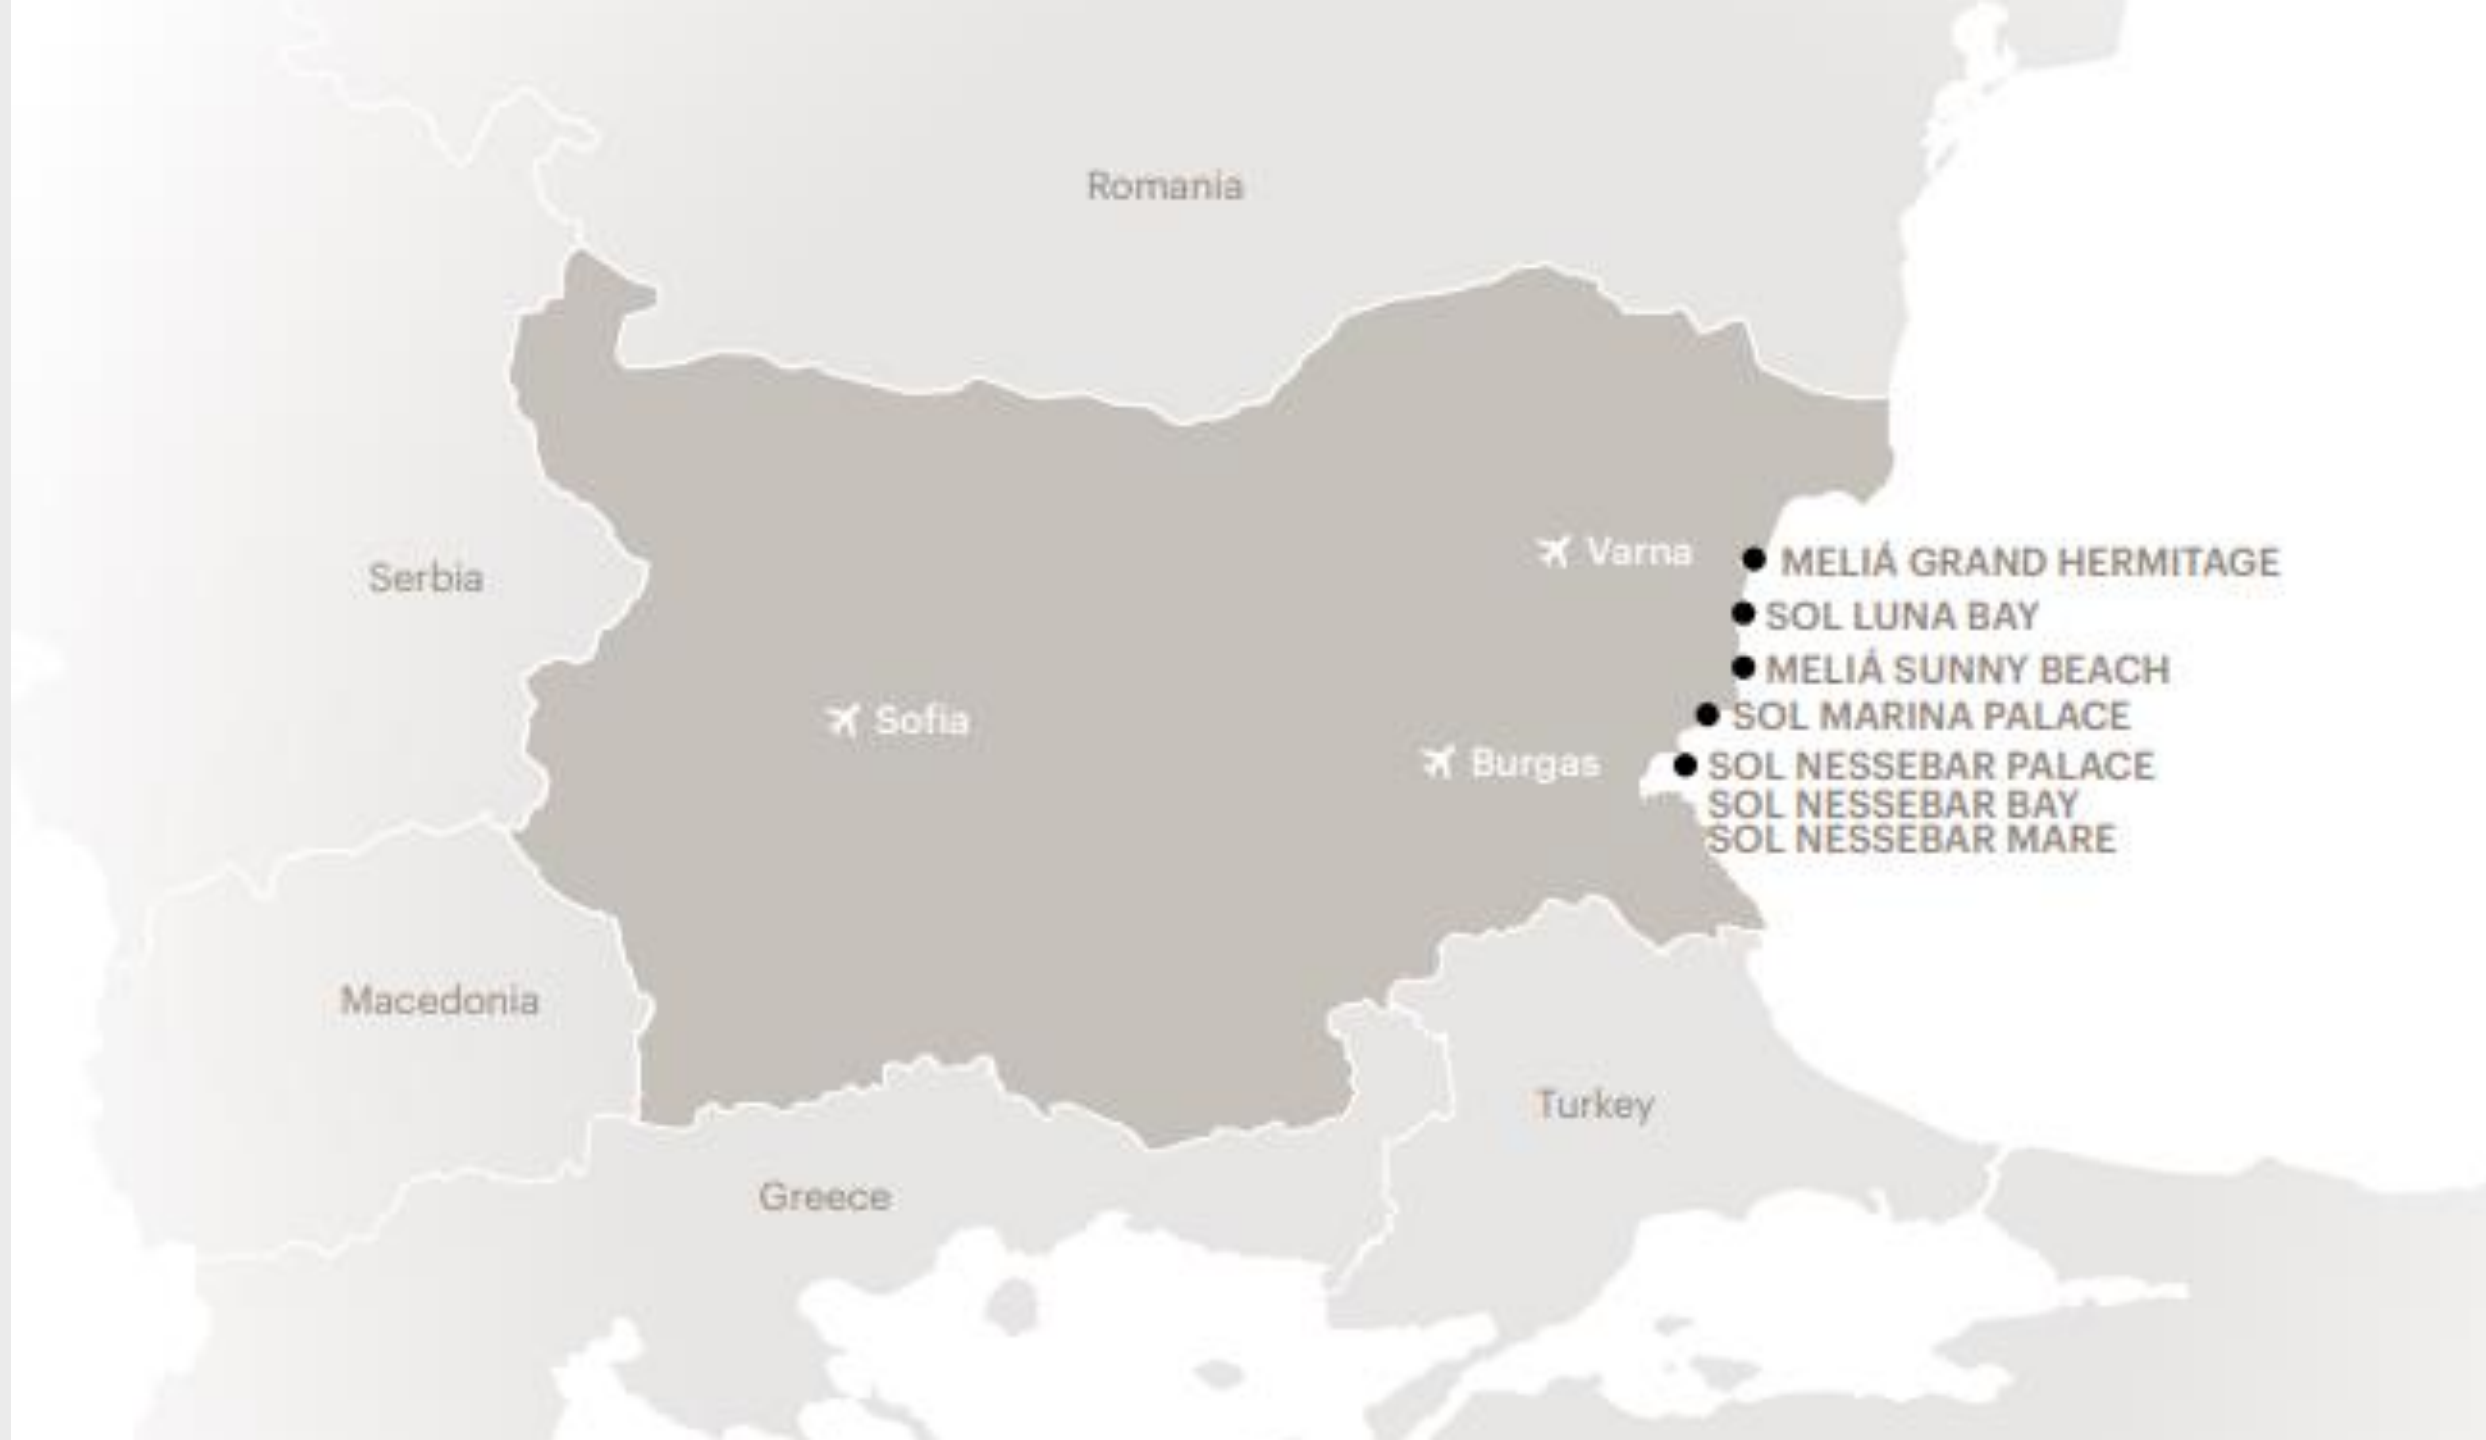 Romania
Varna
MELIÁ GRAND HERMITAGE
Serbia
SOL LUNA BAY
MELIÁ SUNNY BEACH
Sofia
SOL MARINA PALACE
Burgas
SOL NESSEBAR PALACE
SOL NESSEBAR BAY
SOL NESSEBAR MARE
Macedonia
Turkey
Greece